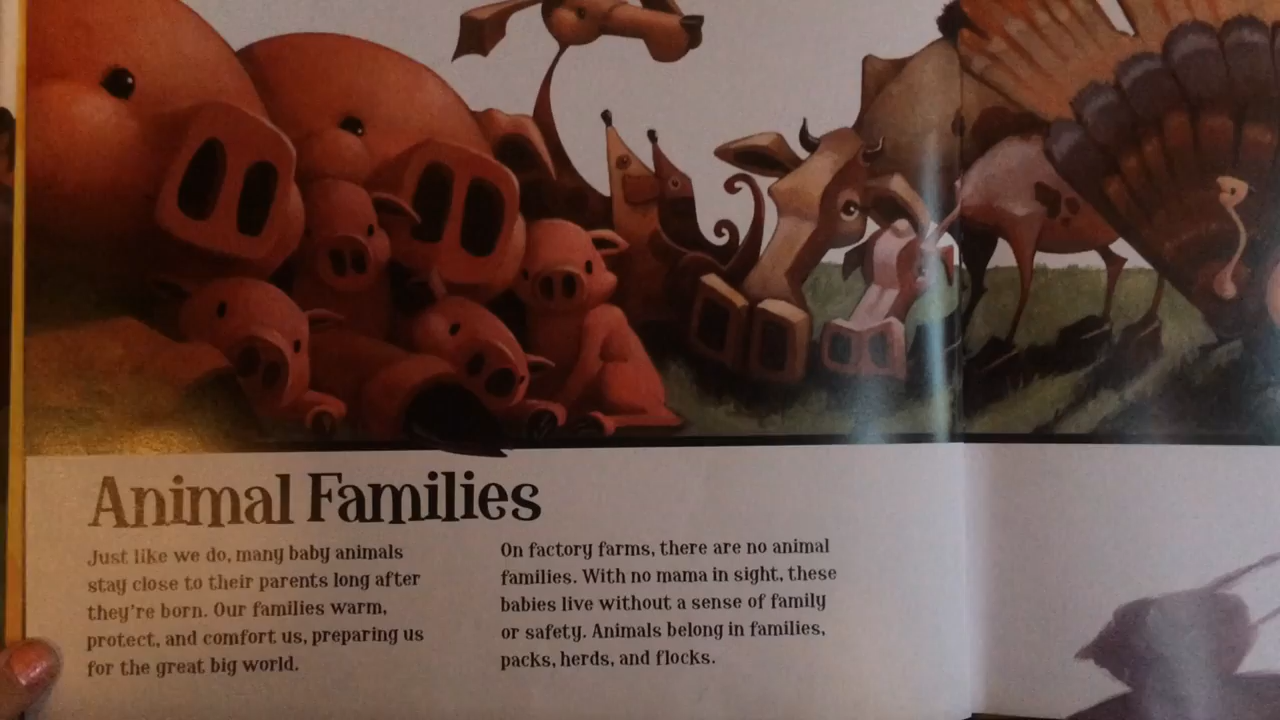 Animal Families
Just like we do, many baby animals
stay close to their parents long after
they're born. Our families warm,
protect, and comfort us, preparing us
for the great big world.
On factory farms, there are no animal
families. With no mama in sight, these
babies live without a sense of family
or safety. Animals belong in families,
packs, herds, and flocks.